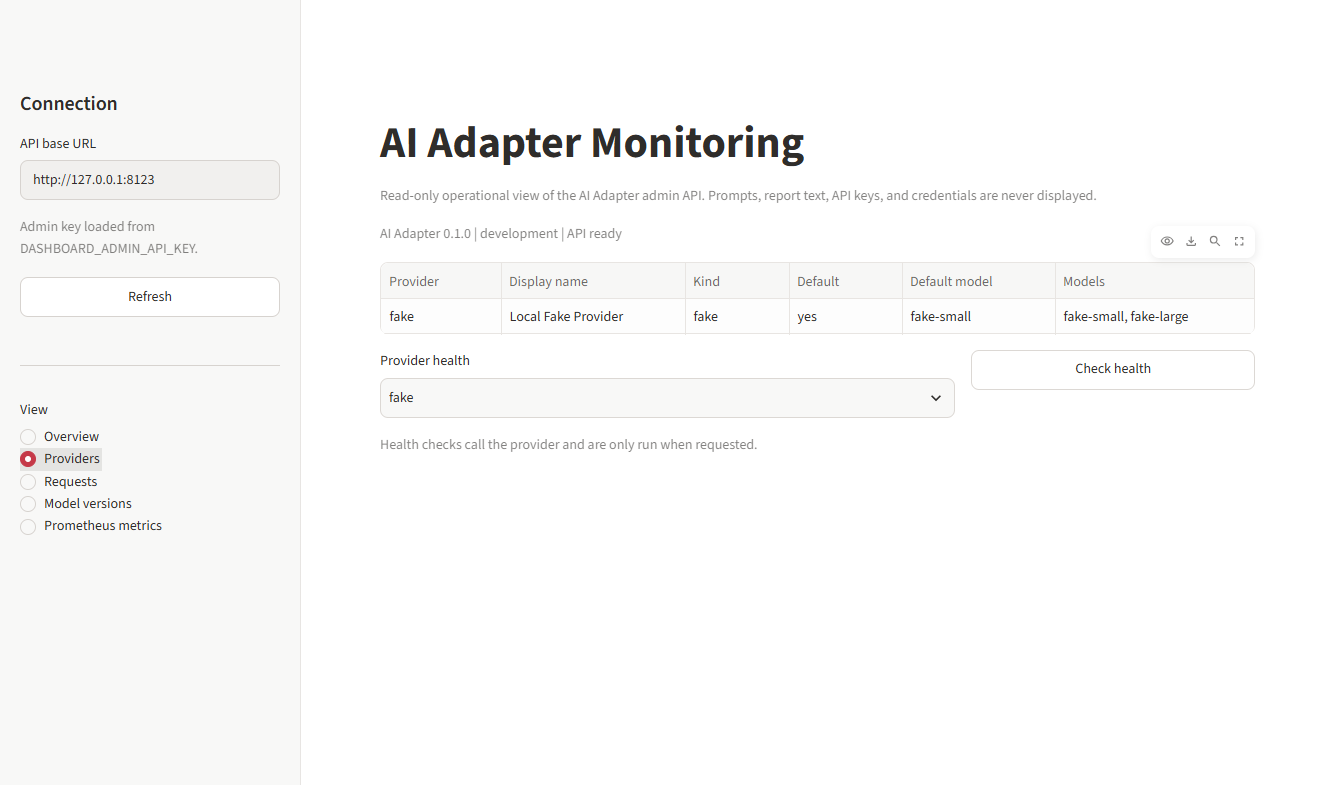 Connection
API base URL
http://127.0.0.1:8123
Admin key loaded from
DASHBOARD_ADMIN_API_KEY.
Refresh
View
Overview
Providers
Requests
Model versions
Prometheus metrics
AI Adapter Monitoring
Read-only operational view of the AI Adapter admin API. Prompts, report text, API keys, and credentials are never displayed.
AI Adapter 0.1.0 | development | API ready
Provider Display name Kind Default Default model Models
fake Local Fake Provider fake yes fake-small fake-small, fake-large
Provider health
Check health
fake
Health checks call the provider and are only run when requested.